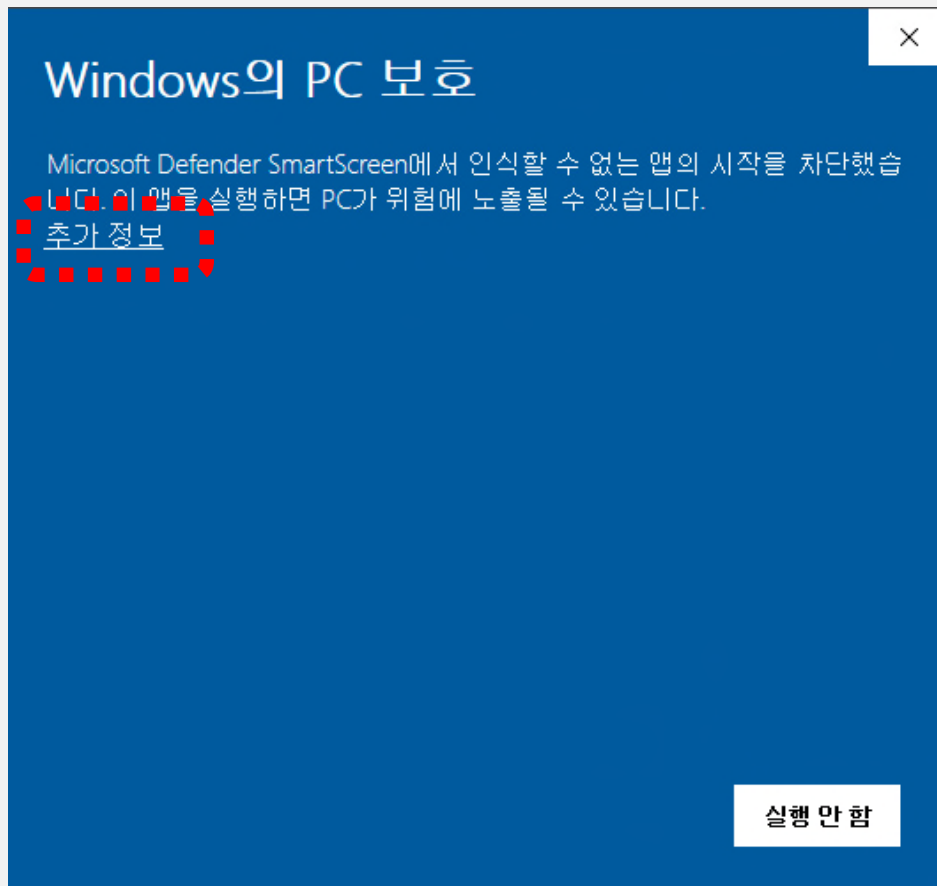 Windows의 PC 보호
Microsoft Defender SmartScreen에서 인식할 수 없는 앱의 시작을 차단했습
니다. 이 앱을 실행하면 PC가 위험에 노출될 수 있습니다.
추가 정보
실행 안 함